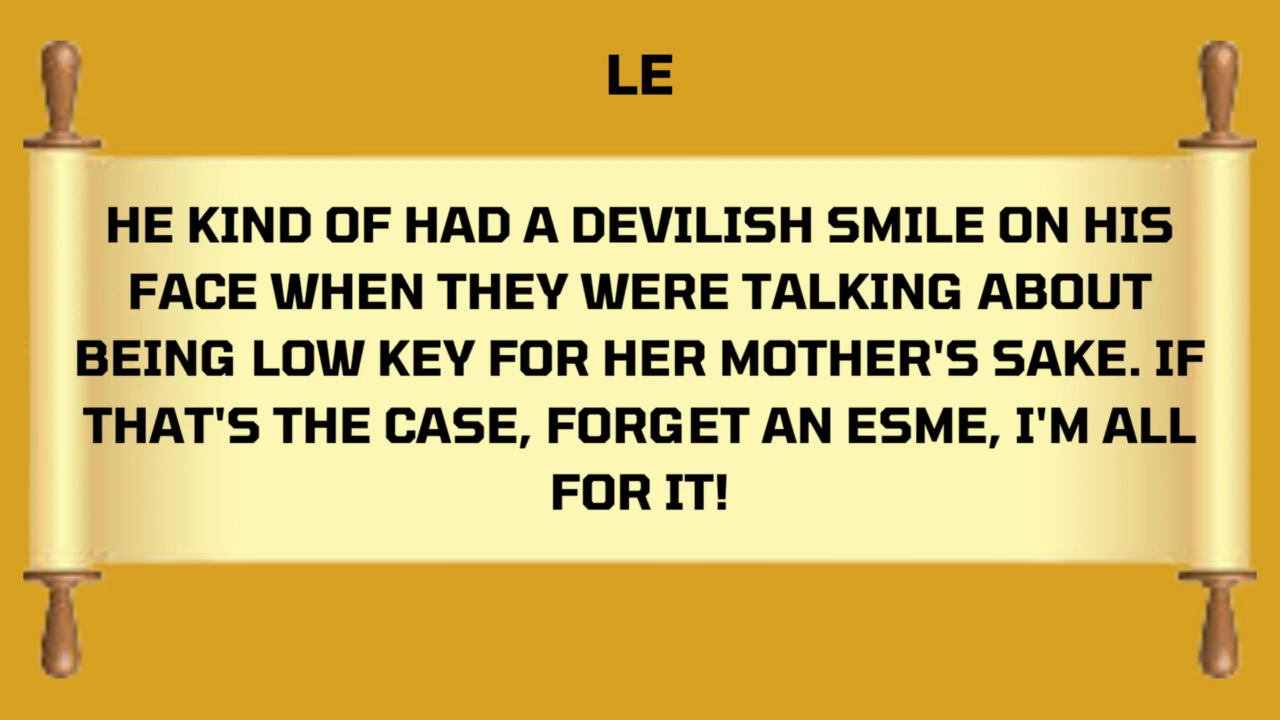 LE
HE KIND OF HAD A DEVILISH SMILE ON HIS
FACE WHEN THEY WERE TALKING ABOUT
BEING LOW KEY FOR HER MOTHER'S SAKE. IF
THAT'S THE CASE, FORGET AN ESME, I'M ALL
FOR IT!